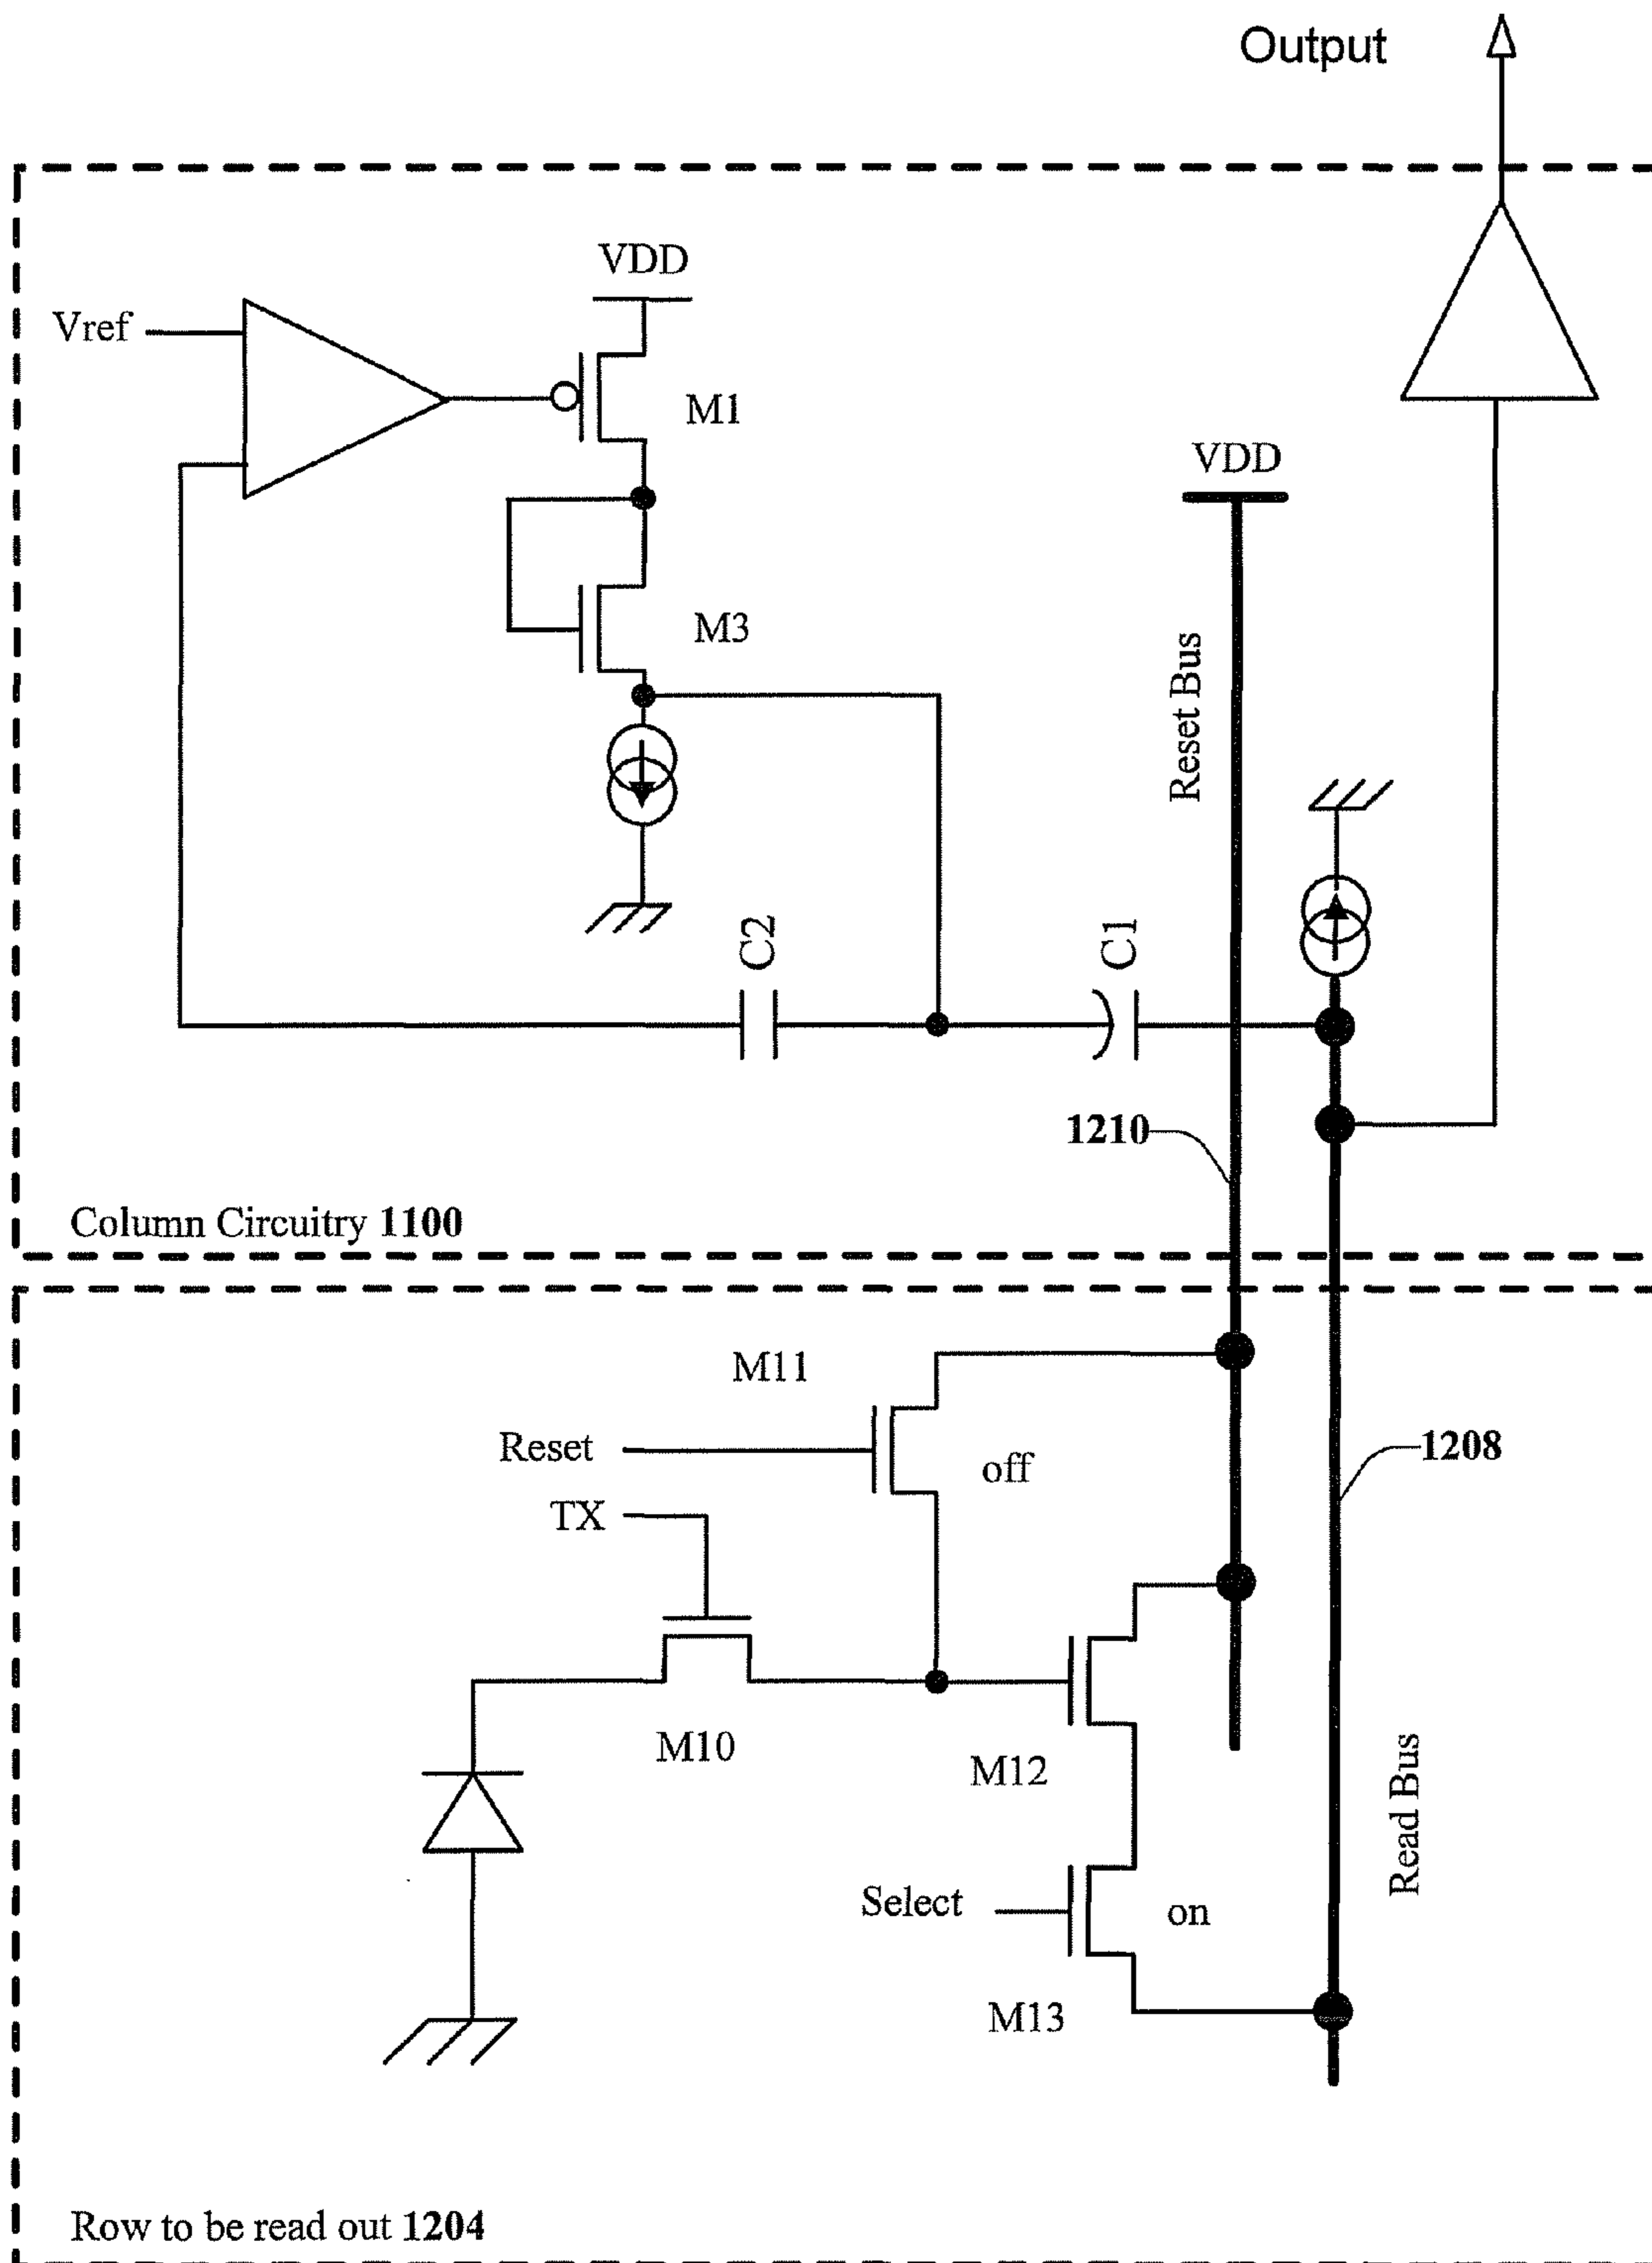 Output
VDD
Vref
M1
VDD
M3
Reset Bus
C2
C1
1210
Column Circuitry 1100
M11
Reset
off
1208
TX
M10
M12
Read Bus
Select
on
M13
Row to be read out 1204